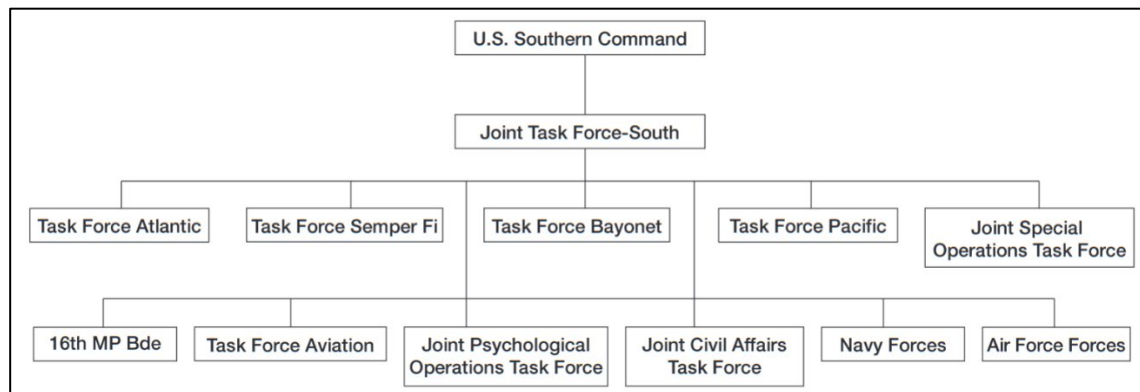 U.S. Southern Command
Joint Task Force-South
Task Force Atlantic
Task Force Semper Fi
Task Force Bayonet
Task Force Pacific
Joint Special
Operations Task Force
16th MP Bde
Task Force Aviation
Joint Psychological
Operations Task Force
Joint Civil Affairs
Task Force
Navy Forces
Air Force Forces